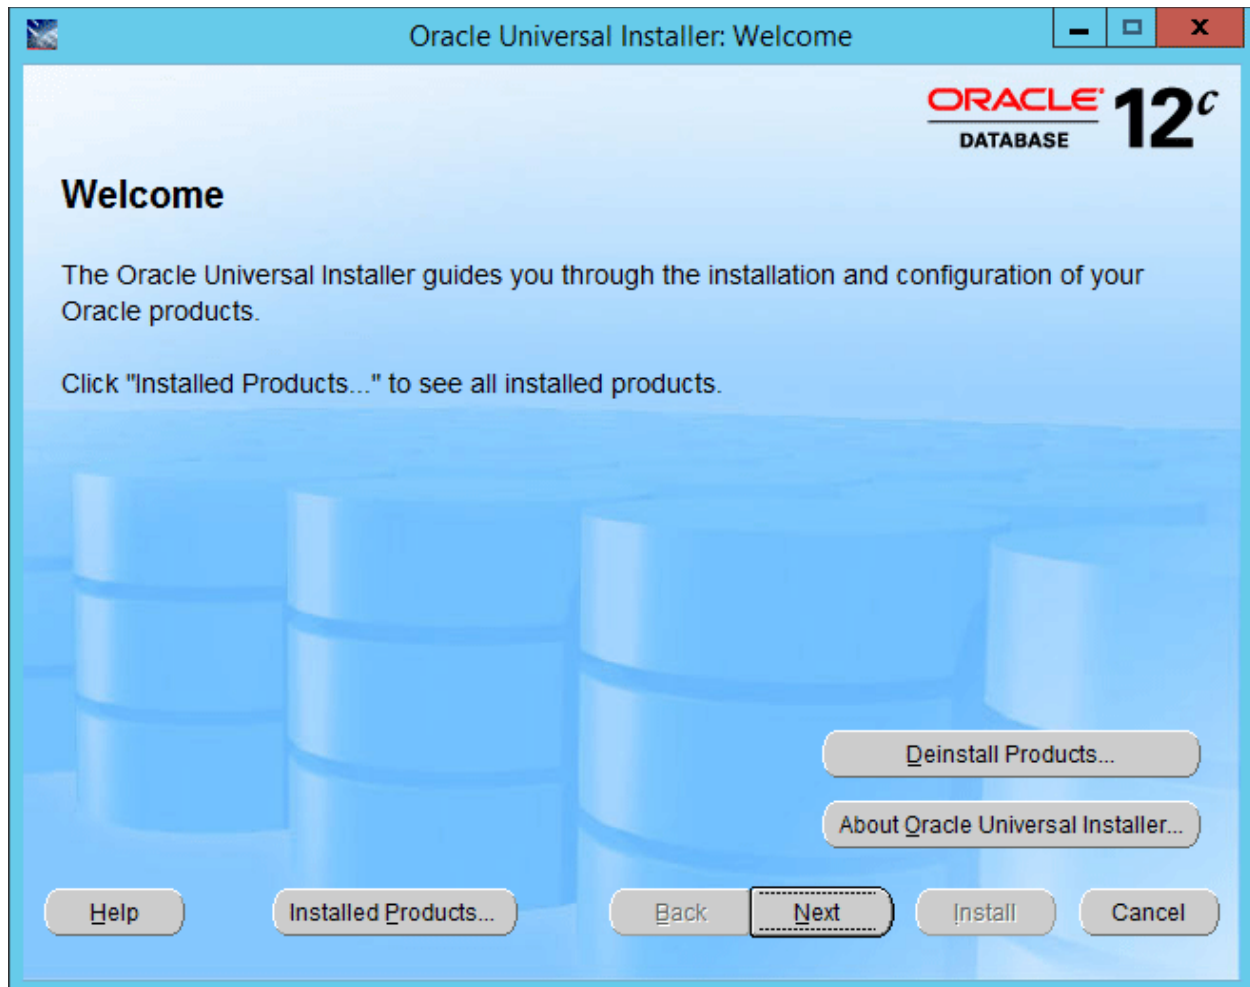 Oracle Universal Installer: Welcome
ORACLE 12c
DATABASE
Welcome
The Oracle Universal Installer guides you through the installation and configuration of your
Oracle products.
Click "Installed Products..." to see all installed products.
Deinstall Products...
About Oracle Universal Installer...
Help Installed Products... Back Next Install Cancel